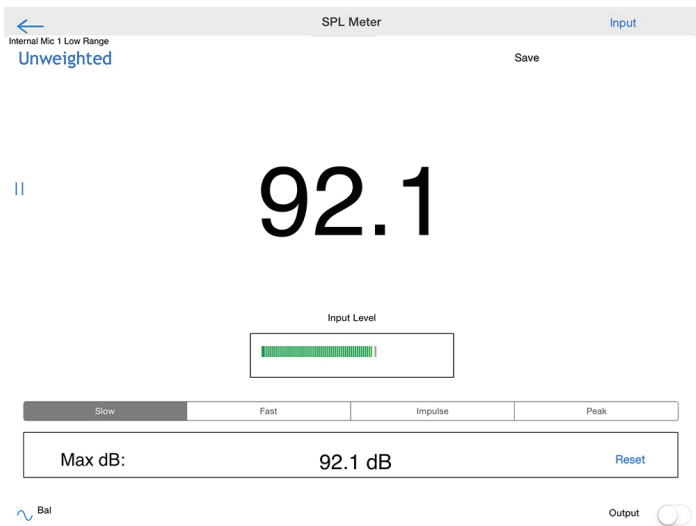 SPL Meter
Input
Internal Mic 1 Low Range
Unweighted
Save
92.1
Input Level
Slow Fast Impulse Peak
Max dB: 92.1 dB Reset
Bal
Output